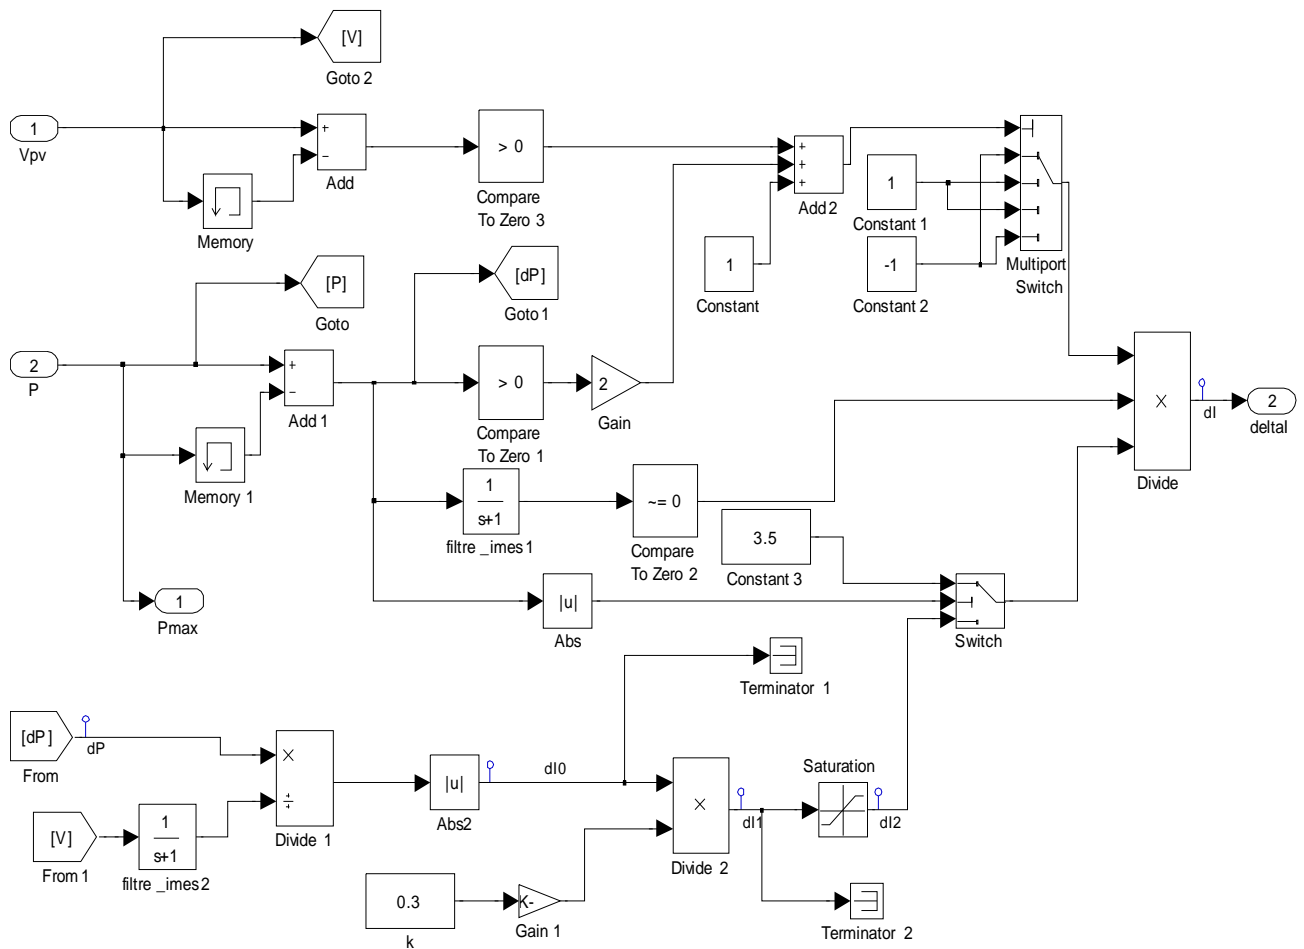 [V]
Goto 2
1
Vpv
+
−
Add
> 0
Compare
To Zero 3
+
+
+
Add 2
1
Constant 1
Memory
[P]
Goto
[dP]
Goto 1
1
Constant
-1
Constant 2
Multiport
Switch
2
P
+
−
Add 1
> 0
Compare
To Zero 1
2
Gain
×
dI
2
deltaI
Divide
Memory 1
1
s+1
filtre _imes1
~= 0
Compare
To Zero 2
3.5
Constant 3
1
Pmax
|u|
Abs
Switch
Terminator 1
[dP]
dP
From
×
÷
Divide 1
|u|
Abs2
dI0
×
Divide 2
dI1
Saturation
dI2
[V]
From 1
1
s+1
filtre _imes2
0.3
k
K-
Gain 1
Terminator 2